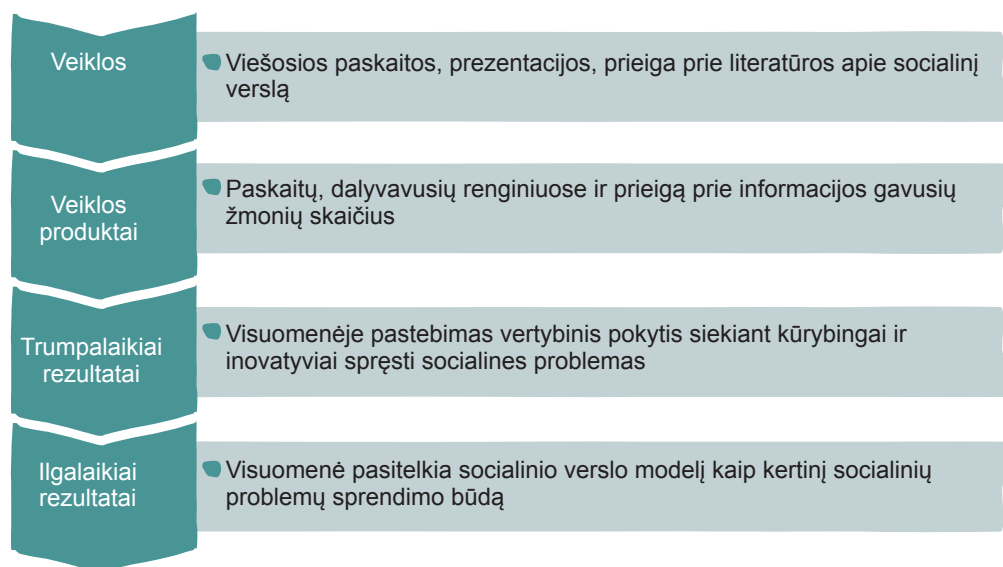 Veiklos
Viešosios paskaitos, prezentacijos, prieiga prie literatūros apie socialinį
verslą
Veiklos
produktai
Paskaitų, dalyvavusių renginiuose ir prieigą prie informacijos gavusių
žmonių skaičius
Trumpalaikiai
rezultatai
Visuomenėje pastebimas vertybinis pokytis siekiant kūrybingai ir
inovatyviai spręsti socialines problemas
Ilgalaikiai
rezultatai
Visuomenė pasitelkia socialinio verslo modelį kaip kertinį socialinių
problemų sprendimo būdą